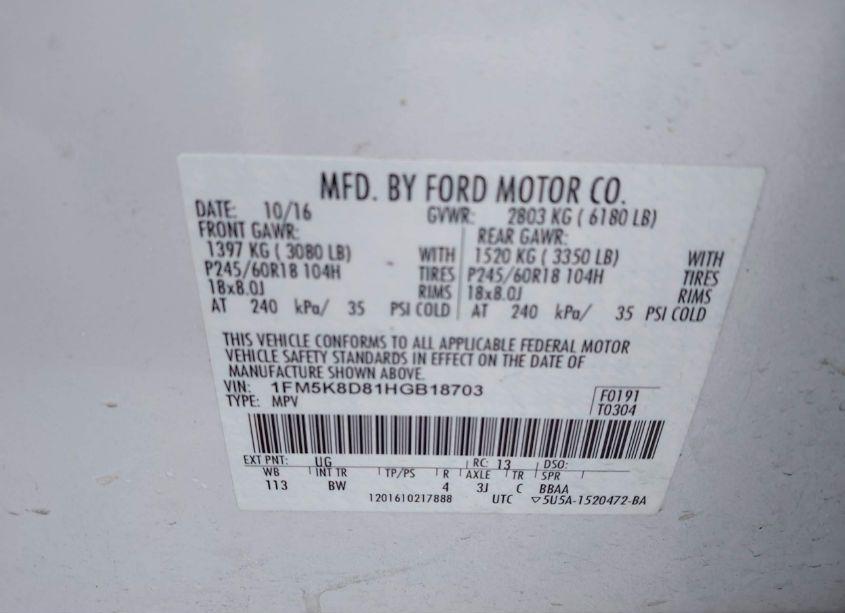 MFD. BY FORD MOTOR CO.
DATE: 10/16 GVWR: 2803 KG ( 6180 LB)
FRONT GAWR: REAR GAWR:
1397 KG ( 3080 LB) WITH 1520 KG ( 3350 LB) WITH
P245/60R18 104H TIRES P245/60R18 104H TIRES
18x8.0J RIMS 18x8.0J RIMS
AT 240 kPa/ 35 PSI COLD AT 240 kPa/ 35 PSI COLD
THIS VEHICLE CONFORMS TO ALL APPLICABLE FEDERAL MOTOR
VEHICLE SAFETY STANDARDS IN EFFECT ON THE DATE OF
MANUFACTURE SHOWN ABOVE.
VIN: 1FM5K8D81HGB18703 F0191
TYPE: MPV T0304
EXT PNT: UG RC: 13 DSO:
WB INT TR TP/PS R AXLE TR SPR
113 BW 4 3J C BBAA
1201610217888 UTC ▽5U5A-1520472-BA